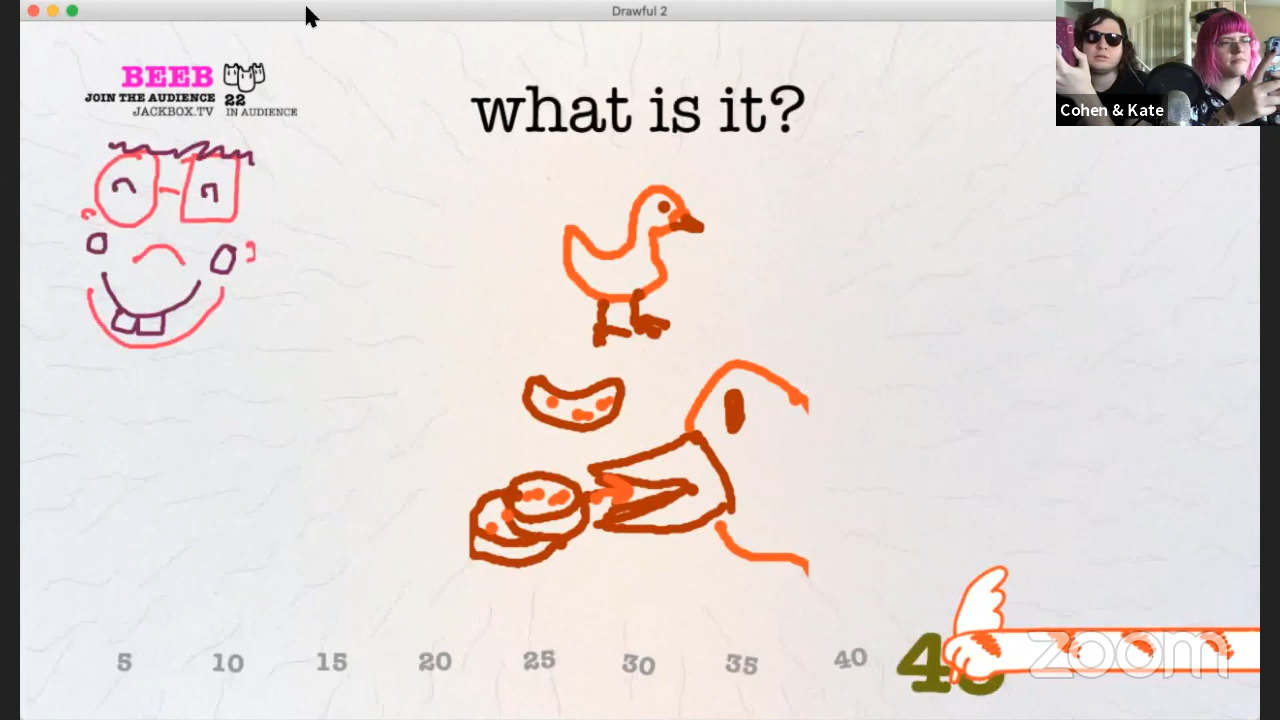 Drawful 2
BEEB
JOIN THE AUDIENCE
JACKBOX.TV
22
IN AUDIENCE
what is it?
Cohen & Kate
5 10 15 20 25 30 35 40
zoom